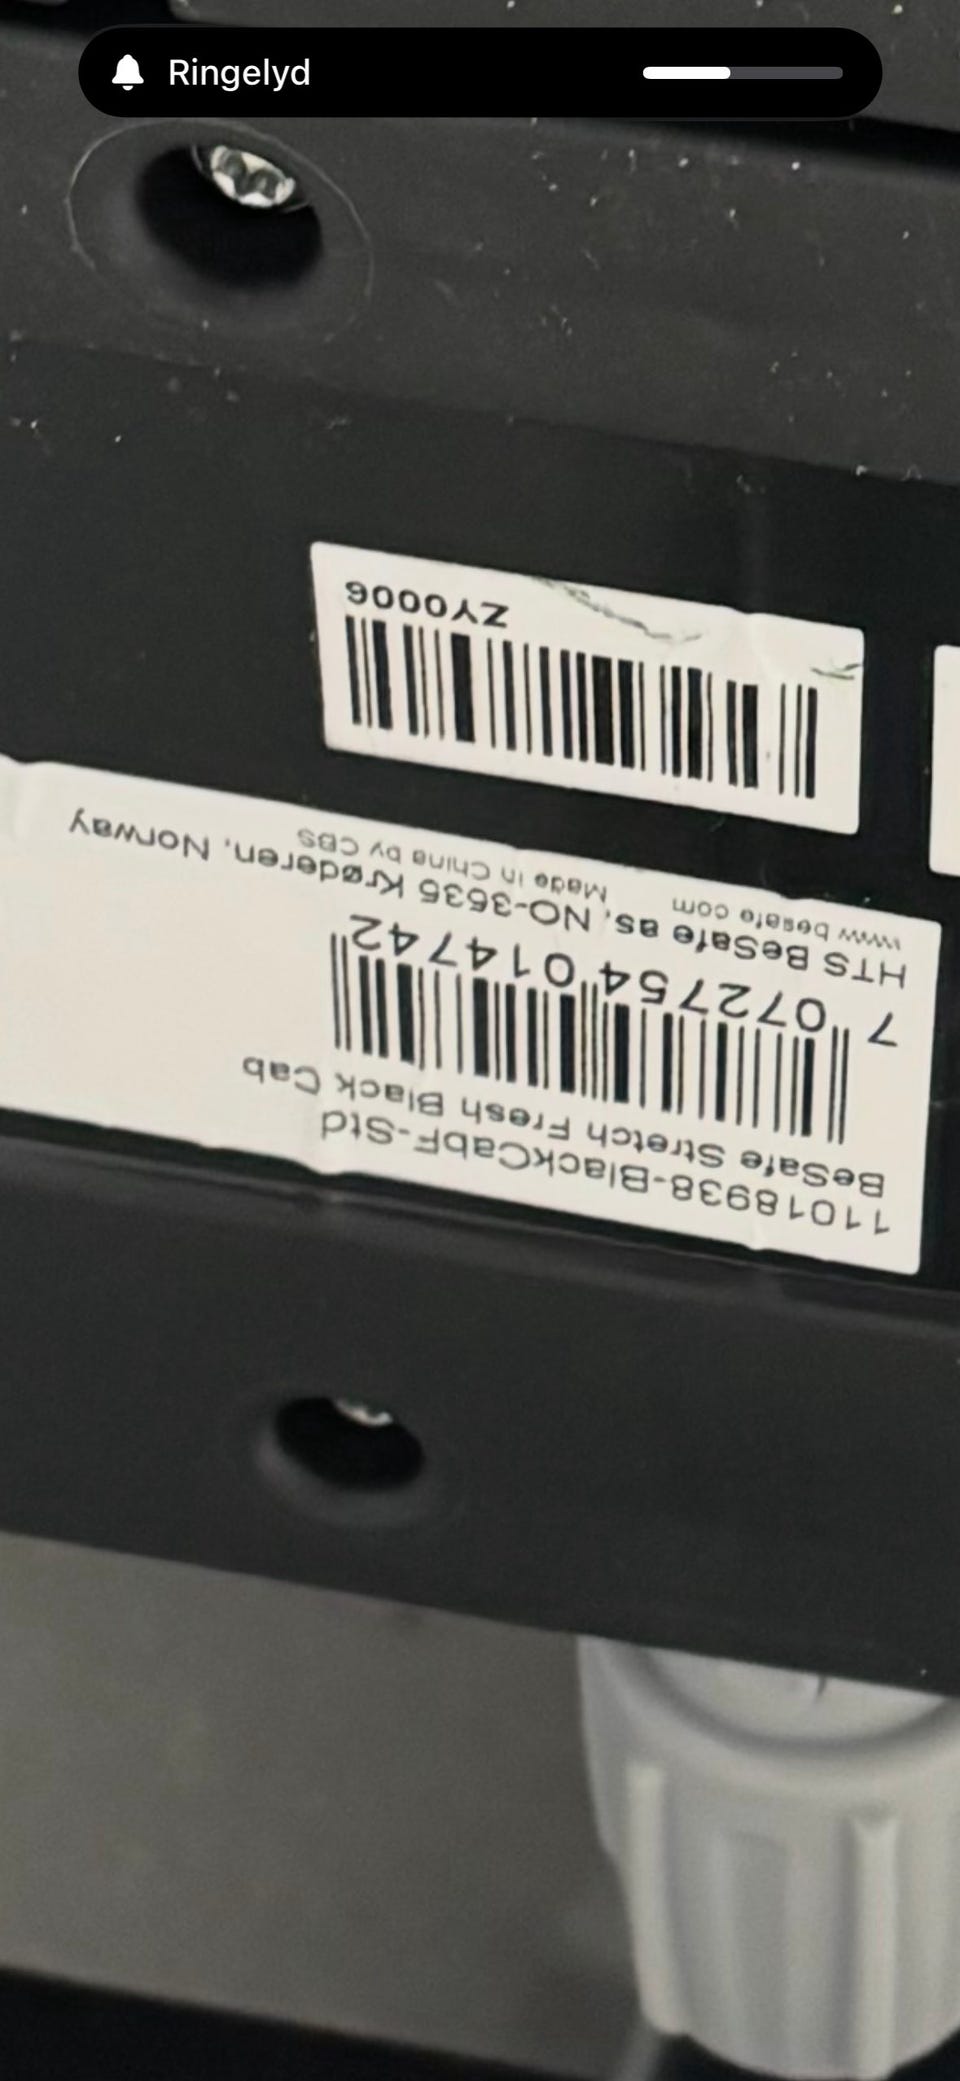 Ringelyd
11018938-BlackCabF-Std
BeSafe Stretch Fresh Black Cab
7 072754 014742
HTS BeSafe as, NO-3535 Krøderen, Norway
www.besafe.com Made in China by CBS
ZY0006